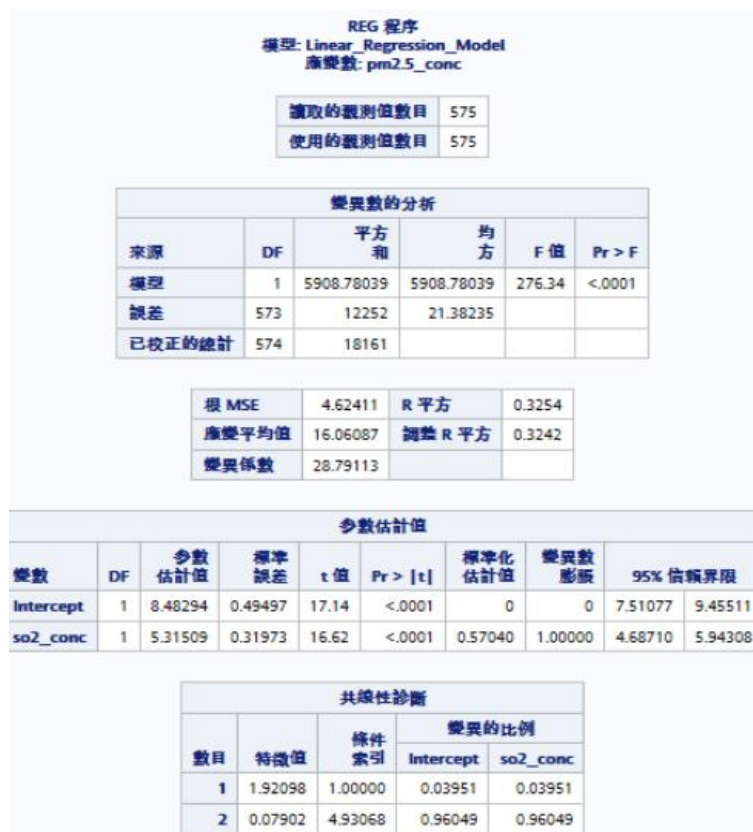 REG 程序
模型: Linear_Regression_Model
應變數: pm2.5_conc
讀取的觀測值數目 575
使用的觀測值數目 575
變異數的分析
來源 DF 平方和 均方 F 值 Pr > F
模型 1 5908.78039 5908.78039 276.34 <.0001
誤差 573 12252 21.38235
已校正的總計 574 18161
根 MSE 4.62411 R 平方 0.3254
應變平均值 16.06087 調整 R 平方 0.3242
變異係數 28.79113
參數估計值
變數 DF 參數估計值 標準誤差 t 值 Pr > |t| 標準化估計值 變異數膨脹 95% 信賴界限
Intercept 1 8.48294 0.49497 17.14 <.0001 0 0 7.51077 9.45511
so2_conc 1 5.31509 0.31973 16.62 <.0001 0.57040 1.00000 4.68710 5.94308
共線性診斷
數目 特徵值 條件索引 變異的比例
Intercept so2_conc
1 1.92098 1.00000 0.03951 0.03951
2 0.07902 4.93068 0.96049 0.96049